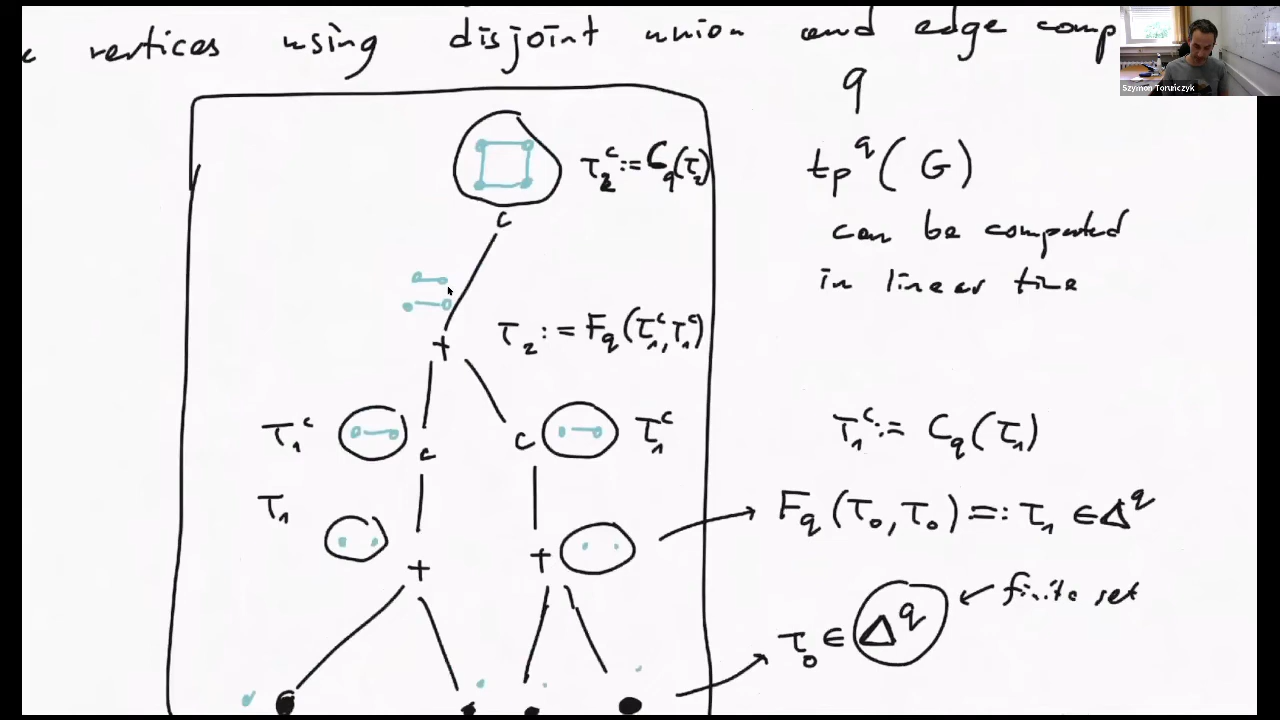 vertices using disjoint union and edge comp
Szymon Toruńczyk
q
τ₂ᶜ := C_q(τ₂)
tp^q(G)
c
can be computed
in linear time
τ₂ := F_q(τ₁ᶜ, τ₁ᶜ)
+
τ₁ᶜ c c τ₁ᶜ
τ₁ᶜ := C_q(τ₁)
τ₁
F_q(τ₀, τ₀) =: τ₁ ∈ Δ^q
+ +
finite set
τ₀ ∈ Δ^q